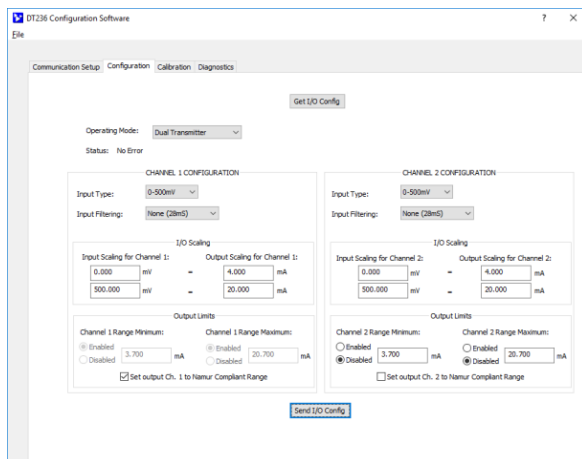 DT236 Configuration Software
File
Communication Setup Configuration Calibration Diagnostics
Get I/O Config
Operating Mode: Dual Transmitter
Status: No Error
CHANNEL 1 CONFIGURATION
Input Type: 0-500mV
Input Filtering: None (28mS)
I/O Scaling
Input Scaling for Channel 1: Output Scaling for Channel 1:
0.000 mV = 4.000 mA
500.000 mV = 20.000 mA
Output Limits
Channel 1 Range Minimum: Channel 1 Range Maximum:
Enabled Enabled
Disabled 3.700 mA Disabled 20.700 mA
Set output Ch. 1 to Namur Compliant Range
CHANNEL 2 CONFIGURATION
Input Type: 0-500mV
Input Filtering: None (28mS)
I/O Scaling
Input Scaling for Channel 2: Output Scaling for Channel 2:
0.000 mV = 4.000 mA
500.000 mV = 20.000 mA
Output Limits
Channel 2 Range Minimum: Channel 2 Range Maximum:
Enabled Enabled
Disabled 3.700 mA Disabled 20.700 mA
Set output Ch. 2 to Namur Compliant Range
Send I/O Config